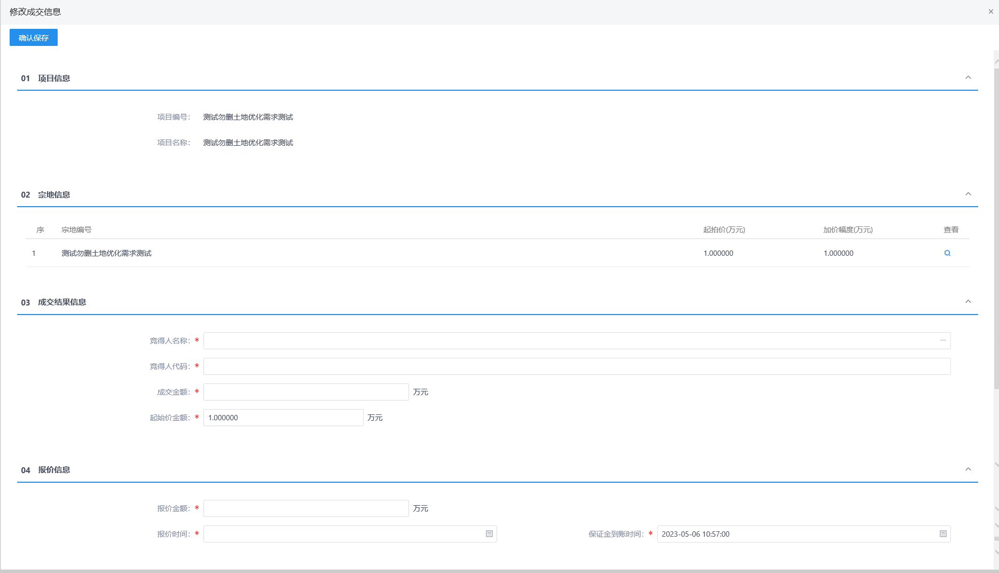 修改成交信息
确认保存
01 项目信息
项目编号： 测试勿删土地优化需求测试
项目名称： 测试勿删土地优化需求测试
02 宗地信息
序 宗地编号 起拍价(万元) 加价幅度(万元) 查看
1 测试勿删土地优化需求测试 1.000000 1.000000
03 成交结果信息
竞得人名称：*
竞得人代码：*
成交金额：* 万元
起始价金额：* 1.000000 万元
04 报价信息
报价金额：* 万元
报价时间：* 保证金到账时间：* 2023-05-06 10:57:00